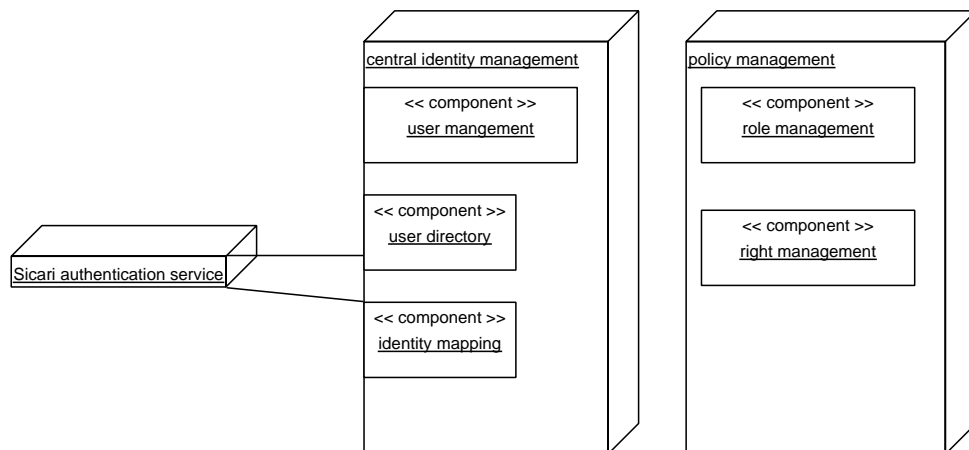 central identity management
<< component >>
user mangement
<< component >>
user directory
<< component >>
identity mapping
Sicari authentication service
policy management
<< component >>
role management
<< component >>
right management